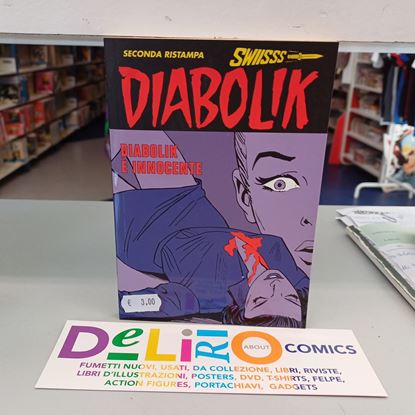 SECONDA RISTAMPA
SWIISSS
DIABOLIK
DIABOLIK
È INNOCENTE
€ 3,00
DeLiRiO ABOUT COMICS
FUMETTI NUOVI, USATI, DA COLLEZIONE, LIBRI, RIVISTE,
LIBRI D'ILLUSTRAZIONI, POSTERS, DVD, T-SHIRTS, FELPE,
ACTION FIGURES, PORTACHIAVI, GADGETS